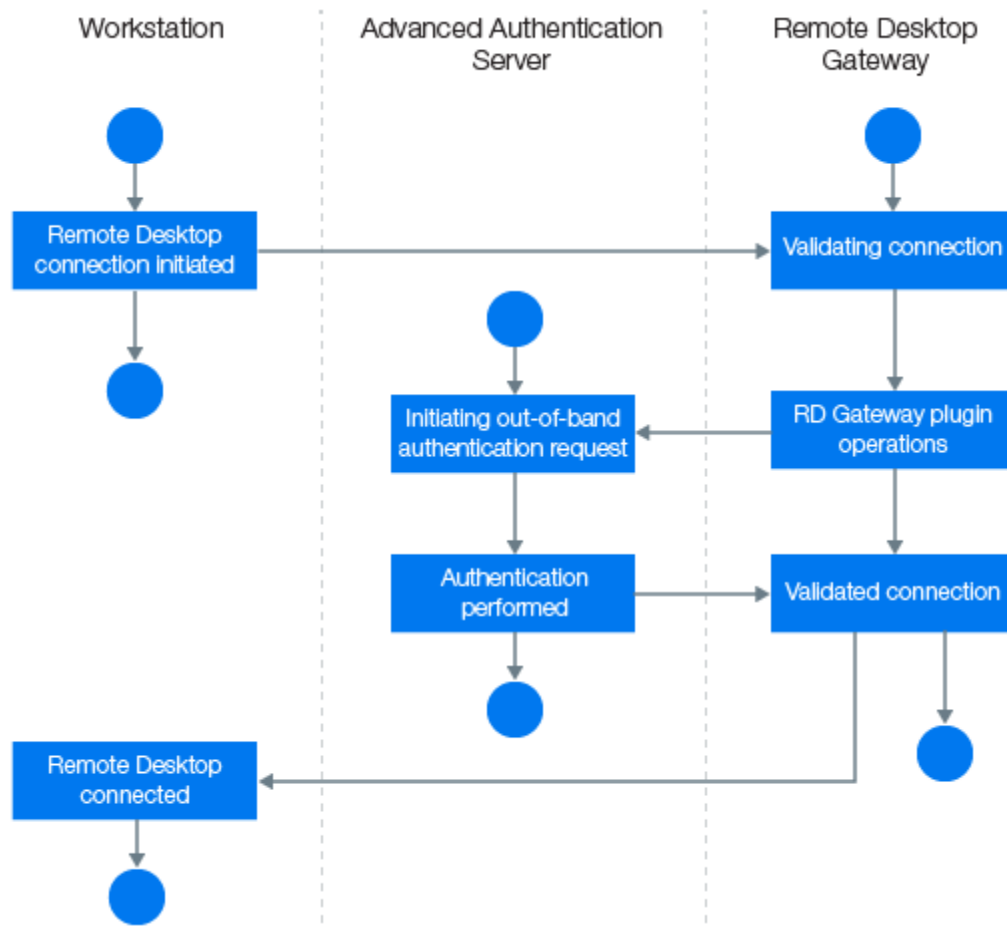 Workstation
Advanced Authentication
Server
Remote Desktop
Gateway
Remote Desktop
connection initiated
Validating connection
Initiating out-of-band
authentication request
RD Gateway plugin
operations
Authentication
performed
Validated connection
Remote Desktop
connected